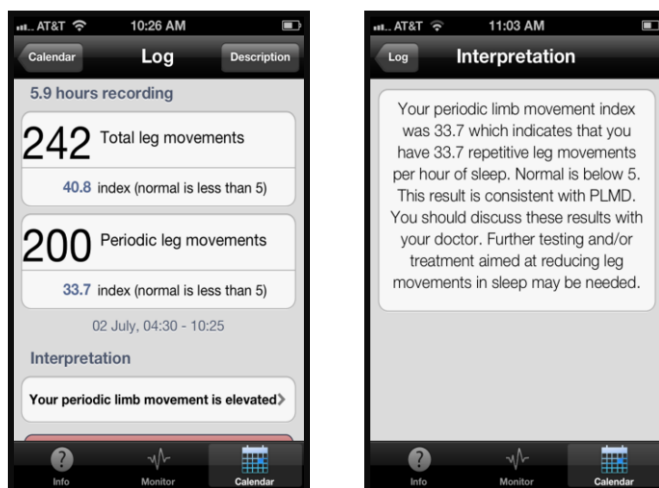 AT&T 10:26 AM
Calendar Log Description
5.9 hours recording
242 Total leg movements
40.8 index (normal is less than 5)
200 Periodic leg movements
33.7 index (normal is less than 5)
02 July, 04:30 - 10:25
Interpretation
Your periodic limb movement is elevated
Info Monitor Calendar
AT&T 11:03 AM
Log Interpretation
Your periodic limb movement index
was 33.7 which indicates that you
have 33.7 repetitive leg movements
per hour of sleep. Normal is below 5.
This result is consistent with PLMD.
You should discuss these results with
your doctor. Further testing and/or
treatment aimed at reducing leg
movements in sleep may be needed.
Info Monitor Calendar